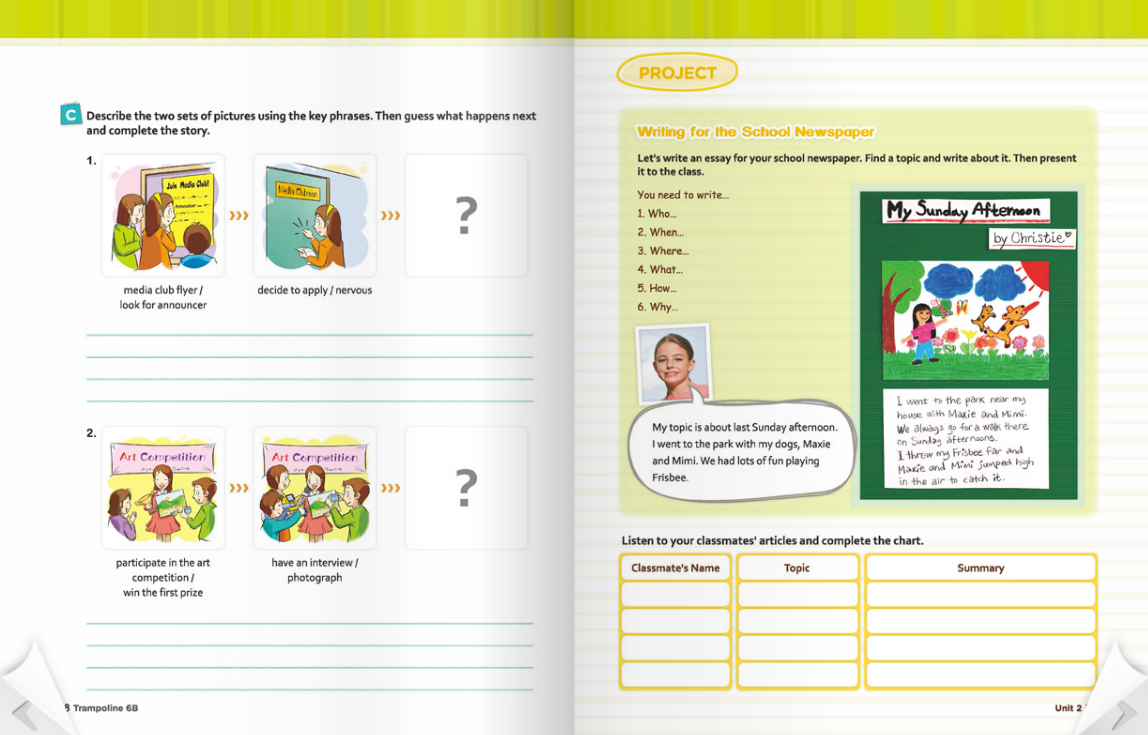 C Describe the two sets of pictures using the key phrases. Then guess what happens next
and complete the story.
1.
Join Media Club!
Media Clubroom
?
media club flyer /
look for announcer
decide to apply / nervous
2.
Art Competition
Art Competition
?
participate in the art
competition /
win the first prize
have an interview /
photograph
Trampoline 6B
PROJECT
Writing for the School Newspaper
Let's write an essay for your school newspaper. Find a topic and write about it. Then present
it to the class.
You need to write...
1. Who...
2. When...
3. Where...
4. What...
5. How...
6. Why...
My Sunday Afternoon
by Christie
I went to the park near my
house with Maxie and Mimi.
We always go for a walk there
on Sunday afternoons.
I threw my Frisbee far and
Maxie and Mimi jumped high
in the air to catch it.
My topic is about last Sunday afternoon.
I went to the park with my dogs, Maxie
and Mimi. We had lots of fun playing
Frisbee.
Listen to your classmates' articles and complete the chart.
Classmate's Name
Topic
Summary
Unit 2